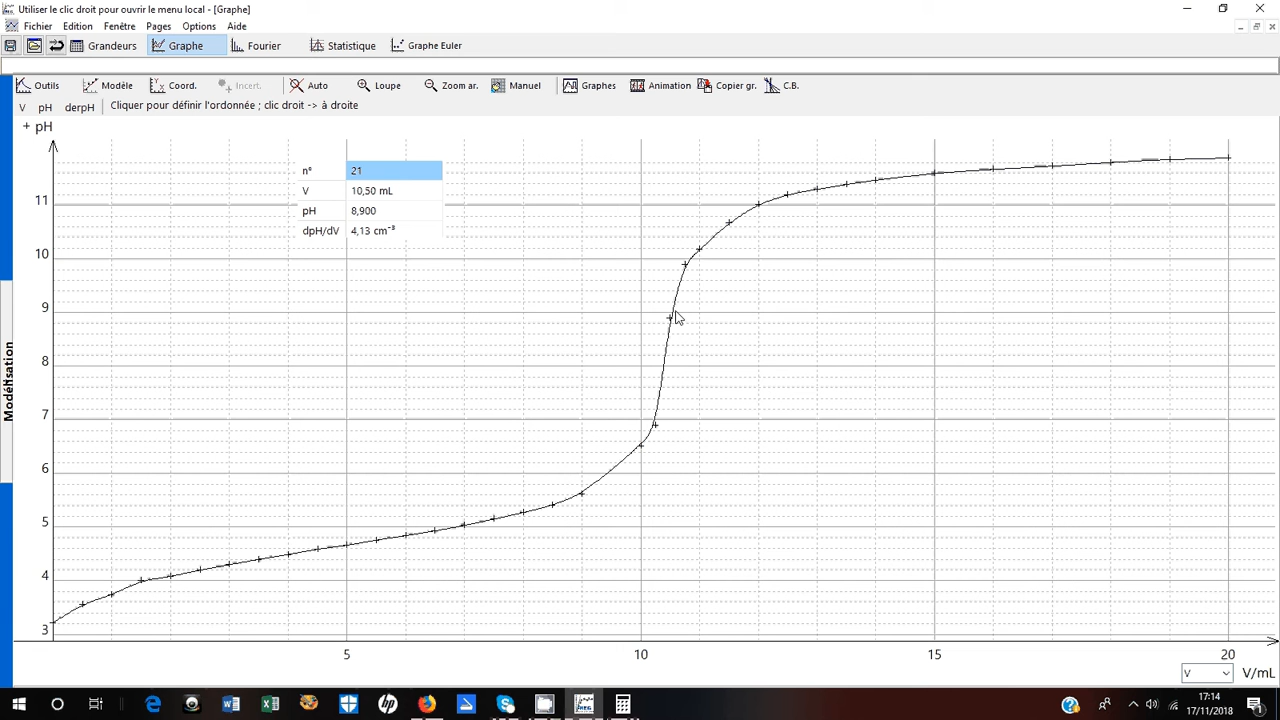 Utiliser le clic droit pour ouvrir le menu local - [Graphe]
Fichier Edition Fenêtre Pages Options Aide
Grandeurs Graphe Fourier Statistique Graphe Euler
Outils Modèle Coord. Insert. Auto Loupe Zoom ar. Manuel Graphes Animation Copier gr. C.B.
V pH derpH Cliquer pour définir l'ordonnée ; clic droit -> à droite
+ pH
n° 21
V 10,50 mL
pH 8,900
dpH/dV 4,13 cm⁻³
11
10
9
8
7
6
5
4
3
Modélisation
5 10 15 20
V V/mL
17:14
17/11/2018